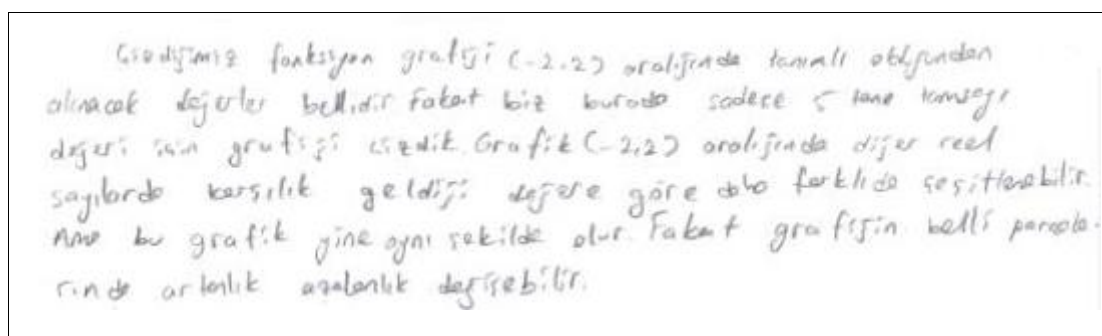 Çizdiğimiz fonksiyon grafiği (-2,2) aralığında tanımlı olduğundan
alınacak değerler bellidir Fakat biz burada sadece 5 tane tamsayı
değeri için grafiği çizdik. Grafik (-2,2) aralığında diğer reel
sayılarda karşılık geldiği değere göre daha farklıda çeşitlenebilir.
Ama bu grafik yine aynı şekilde olur. Fakat grafiğin belli parçala-
rında artanlık azalanlık değişebilir.